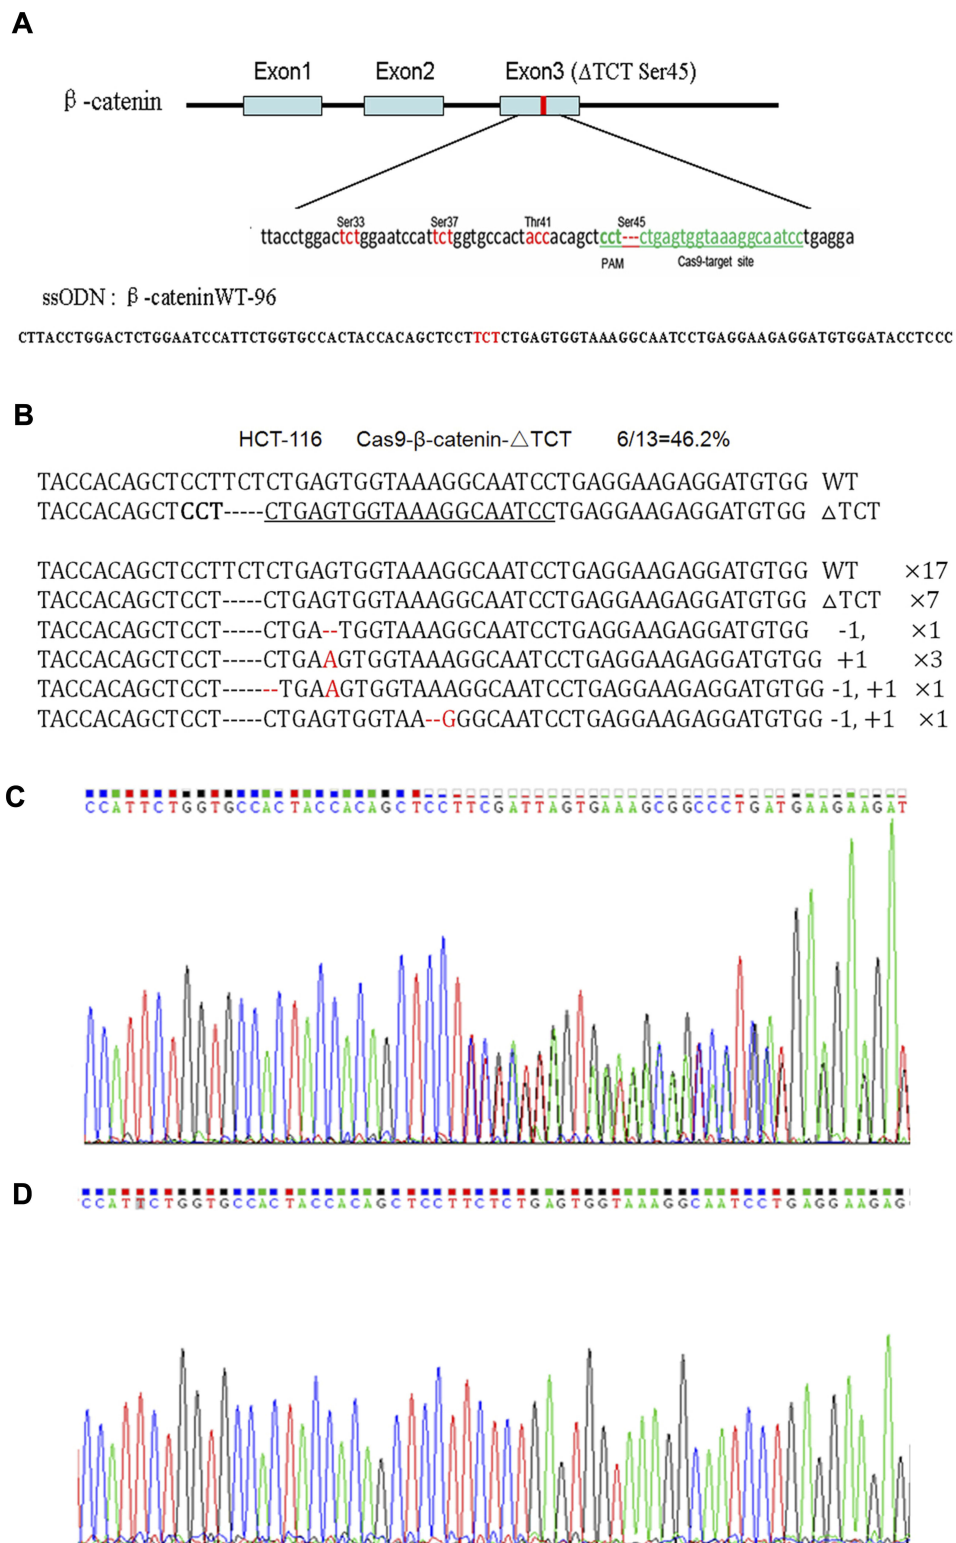 A
Exon1 Exon2 Exon3 (ΔTCT Ser45)
β-catenin
Ser33 Ser37 Thr41 Ser45
ttacctggactctggaatccattctggtgccactaccacagctcct---ctgagtggtaaaggcaatcctgagga
PAM Cas9-target site
ssODN: β-cateninWT-96
CTTACCTGGACTCTGGAATCCATTCTGGTGCCACTACCACAGCTCCTTCTCTGAGTGGTAAAGGCAATCCTGAGGAAGAGGATGTGGATACCTCCC
B
HCT-116 Cas9-β-catenin-△TCT 6/13=46.2%
TACCACAGCTCCTTCTCTGAGTGGTAAAGGCAATCCTGAGGAAGAGGATGTGG WT
TACCACAGCTCCT-----CTGAGTGGTAAAGGCAATCCTGAGGAAGAGGATGTGG △TCT
TACCACAGCTCCTTCTCTGAGTGGTAAAGGCAATCCTGAGGAAGAGGATGTGG WT ×17
TACCACAGCTCCT-----CTGAGTGGTAAAGGCAATCCTGAGGAAGAGGATGTGG △TCT ×7
TACCACAGCTCCT-----CTGA--TGGTAAAGGCAATCCTGAGGAAGAGGATGTGG -1, ×1
TACCACAGCTCCT-----CTGAAGTGGTAAAGGCAATCCTGAGGAAGAGGATGTGG +1 ×3
TACCACAGCTCCT-------TGAAGTGGTAAAGGCAATCCTGAGGAAGAGGATGTGG -1, +1 ×1
TACCACAGCTCCT-----CTGAGTGGTAA--GGGCAATCCTGAGGAAGAGGATGTGG -1, +1 ×1
C
CCATTCTGGTGCCACTACCACAGCTCCTTCGATTAGTGAAAGCGGCCCTGATGAAGAAGAT
D
CCATTCTGGTGCCACTACCACAGCTCCTTCTCTGAGTGGTAAAGGCAATCCTGAGGAAGAG